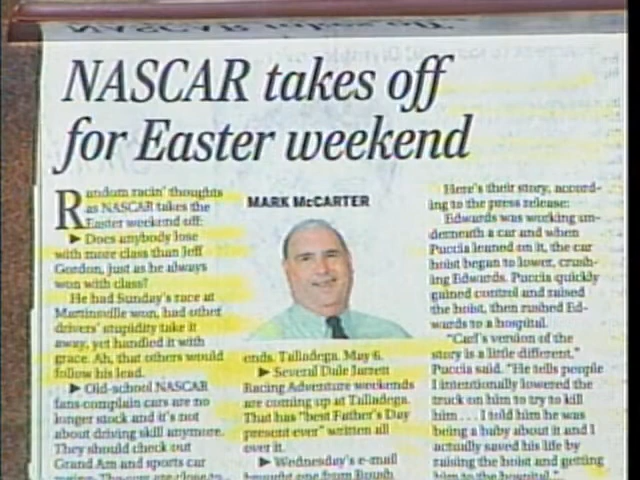 NASCAR takes off
for Easter weekend
Random racin' thoughts
as NASCAR takes the
Easter weekend off:
▶ Does anybody lose
with more class than Jeff
Gordon, just as he always
won with class?
He had Sunday's race at
Martinsville won, had other
drivers' stupidity take it
away, yet handled it with
grace. Ah, that others would
follow his lead.
▶ Old-school NASCAR
fans complain cars are no
longer stock and it's not
about driving skill anymore.
They should check out
Grand Am and sports car
MARK McCARTER
ends. Talladega, May 6.
▶ Several Dale Jarrett
Racing Adventure weekends
are coming up at Talladega.
That has "best Father's Day
present ever" written all
over it.
▶ Wednesday's e-mail
brought one from Roush
Here's their story, accord-
ing to the press release:
Edwards was working un-
derneath a car and when
Puccia leaned on it, the car
hoist began to lower, crush-
ing Edwards. Puccia quickly
gained control and raised
the hoist, then rushed Ed-
wards to a hospital.
"Carl's version of the
story is a little different,"
Puccia said. "He tells people
I intentionally lowered the
truck on him to try to kill
him . . . I told him he was
being a baby about it and I
actually saved his life by
raising the hoist and getting
him to the hospital."